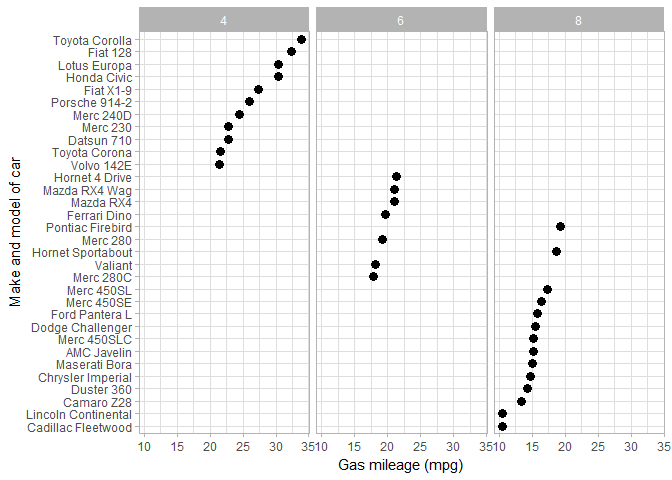 4 6 8
Toyota Corolla
Fiat 128
Lotus Europa
Honda Civic
Fiat X1-9
Porsche 914-2
Merc 240D
Merc 230
Datsun 710
Toyota Corona
Volvo 142E
Hornet 4 Drive
Mazda RX4 Wag
Mazda RX4
Ferrari Dino
Pontiac Firebird
Merc 280
Hornet Sportabout
Valiant
Merc 280C
Merc 450SL
Merc 450SE
Ford Pantera L
Dodge Challenger
Merc 450SLC
AMC Javelin
Maserati Bora
Chrysler Imperial
Duster 360
Camaro Z28
Lincoln Continental
Cadillac Fleetwood
Make and model of car
10 15 20 25 30 35 10 15 20 25 30 35 10 15 20 25 30 35
Gas mileage (mpg)